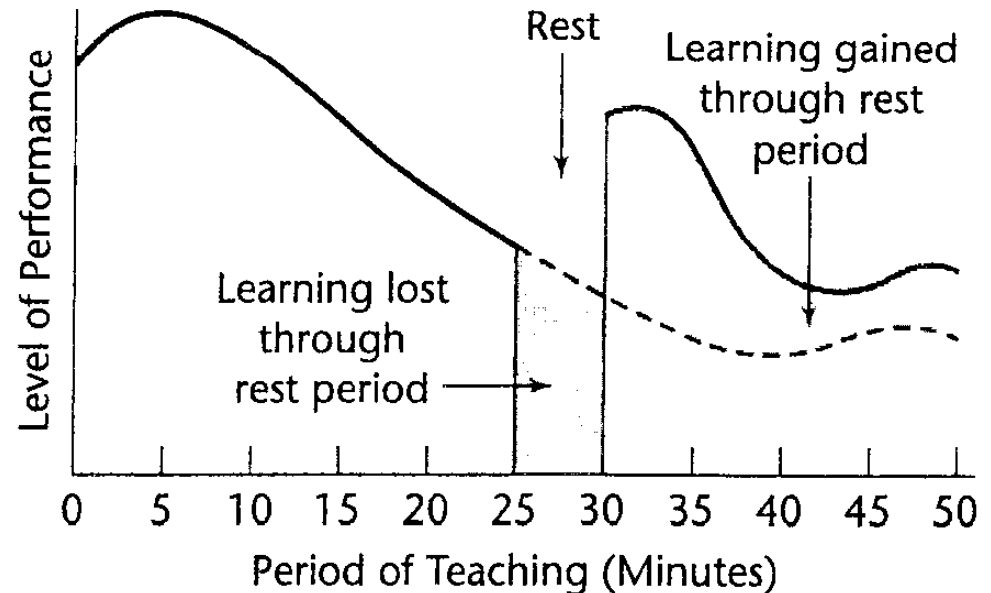 Rest
Learning gained
through rest
period
Learning lost
through
rest period
Level of Performance
0 5 10 15 20 25 30 35 40 45 50
Period of Teaching (Minutes)